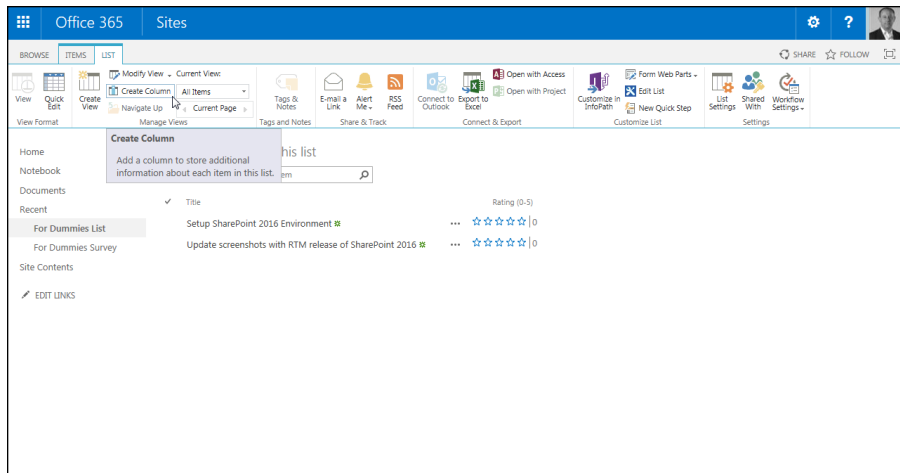 Office 365 Sites ?
BROWSE ITEMS LIST SHARE FOLLOW
View
Quick Edit
Create View
Modify View
Create Column
Navigate Up
Current View:
All Items
Current Page
Tags & Notes
E-mail a Link
Alert Me
RSS Feed
Connect to Outlook
Export to Excel
Open with Access
Open with Project
Customize in InfoPath
Form Web Parts
Edit List
New Quick Step
List Settings
Shared With
Workflow Settings
View Format Manage Views Tags and Notes Share & Track Connect & Export Customize List Settings
Create Column
Add a column to store additional
information about each item in this list.
his list
em
Home
Notebook
Documents
Recent
For Dummies List
For Dummies Survey
Site Contents
EDIT LINKS
Title Rating (0-5)
Setup SharePoint 2016 Environment ... 0
Update screenshots with RTM release of SharePoint 2016 ... 0